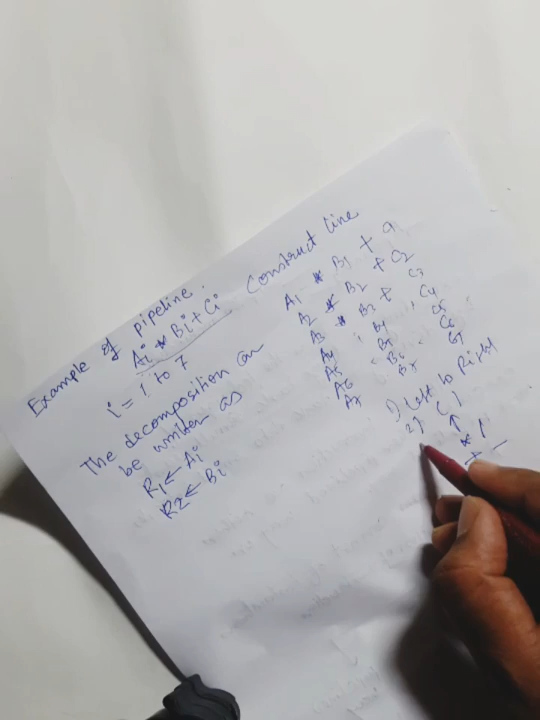 Example of pipeline.
Ai * Bi + Ci Construct line
i = 1 to 7
The decomposition can
be written as
R1 ← Ai
R2 ← Bi
A1 * B1 + C1
A2 * B2 + C2
A3 * B3 + C3
A4 , B4 , C4
A5 , B5 C5
A6 B6 C6
A7 B7 C7
1) Left to Right
2) ( )
↑
* /
+ -